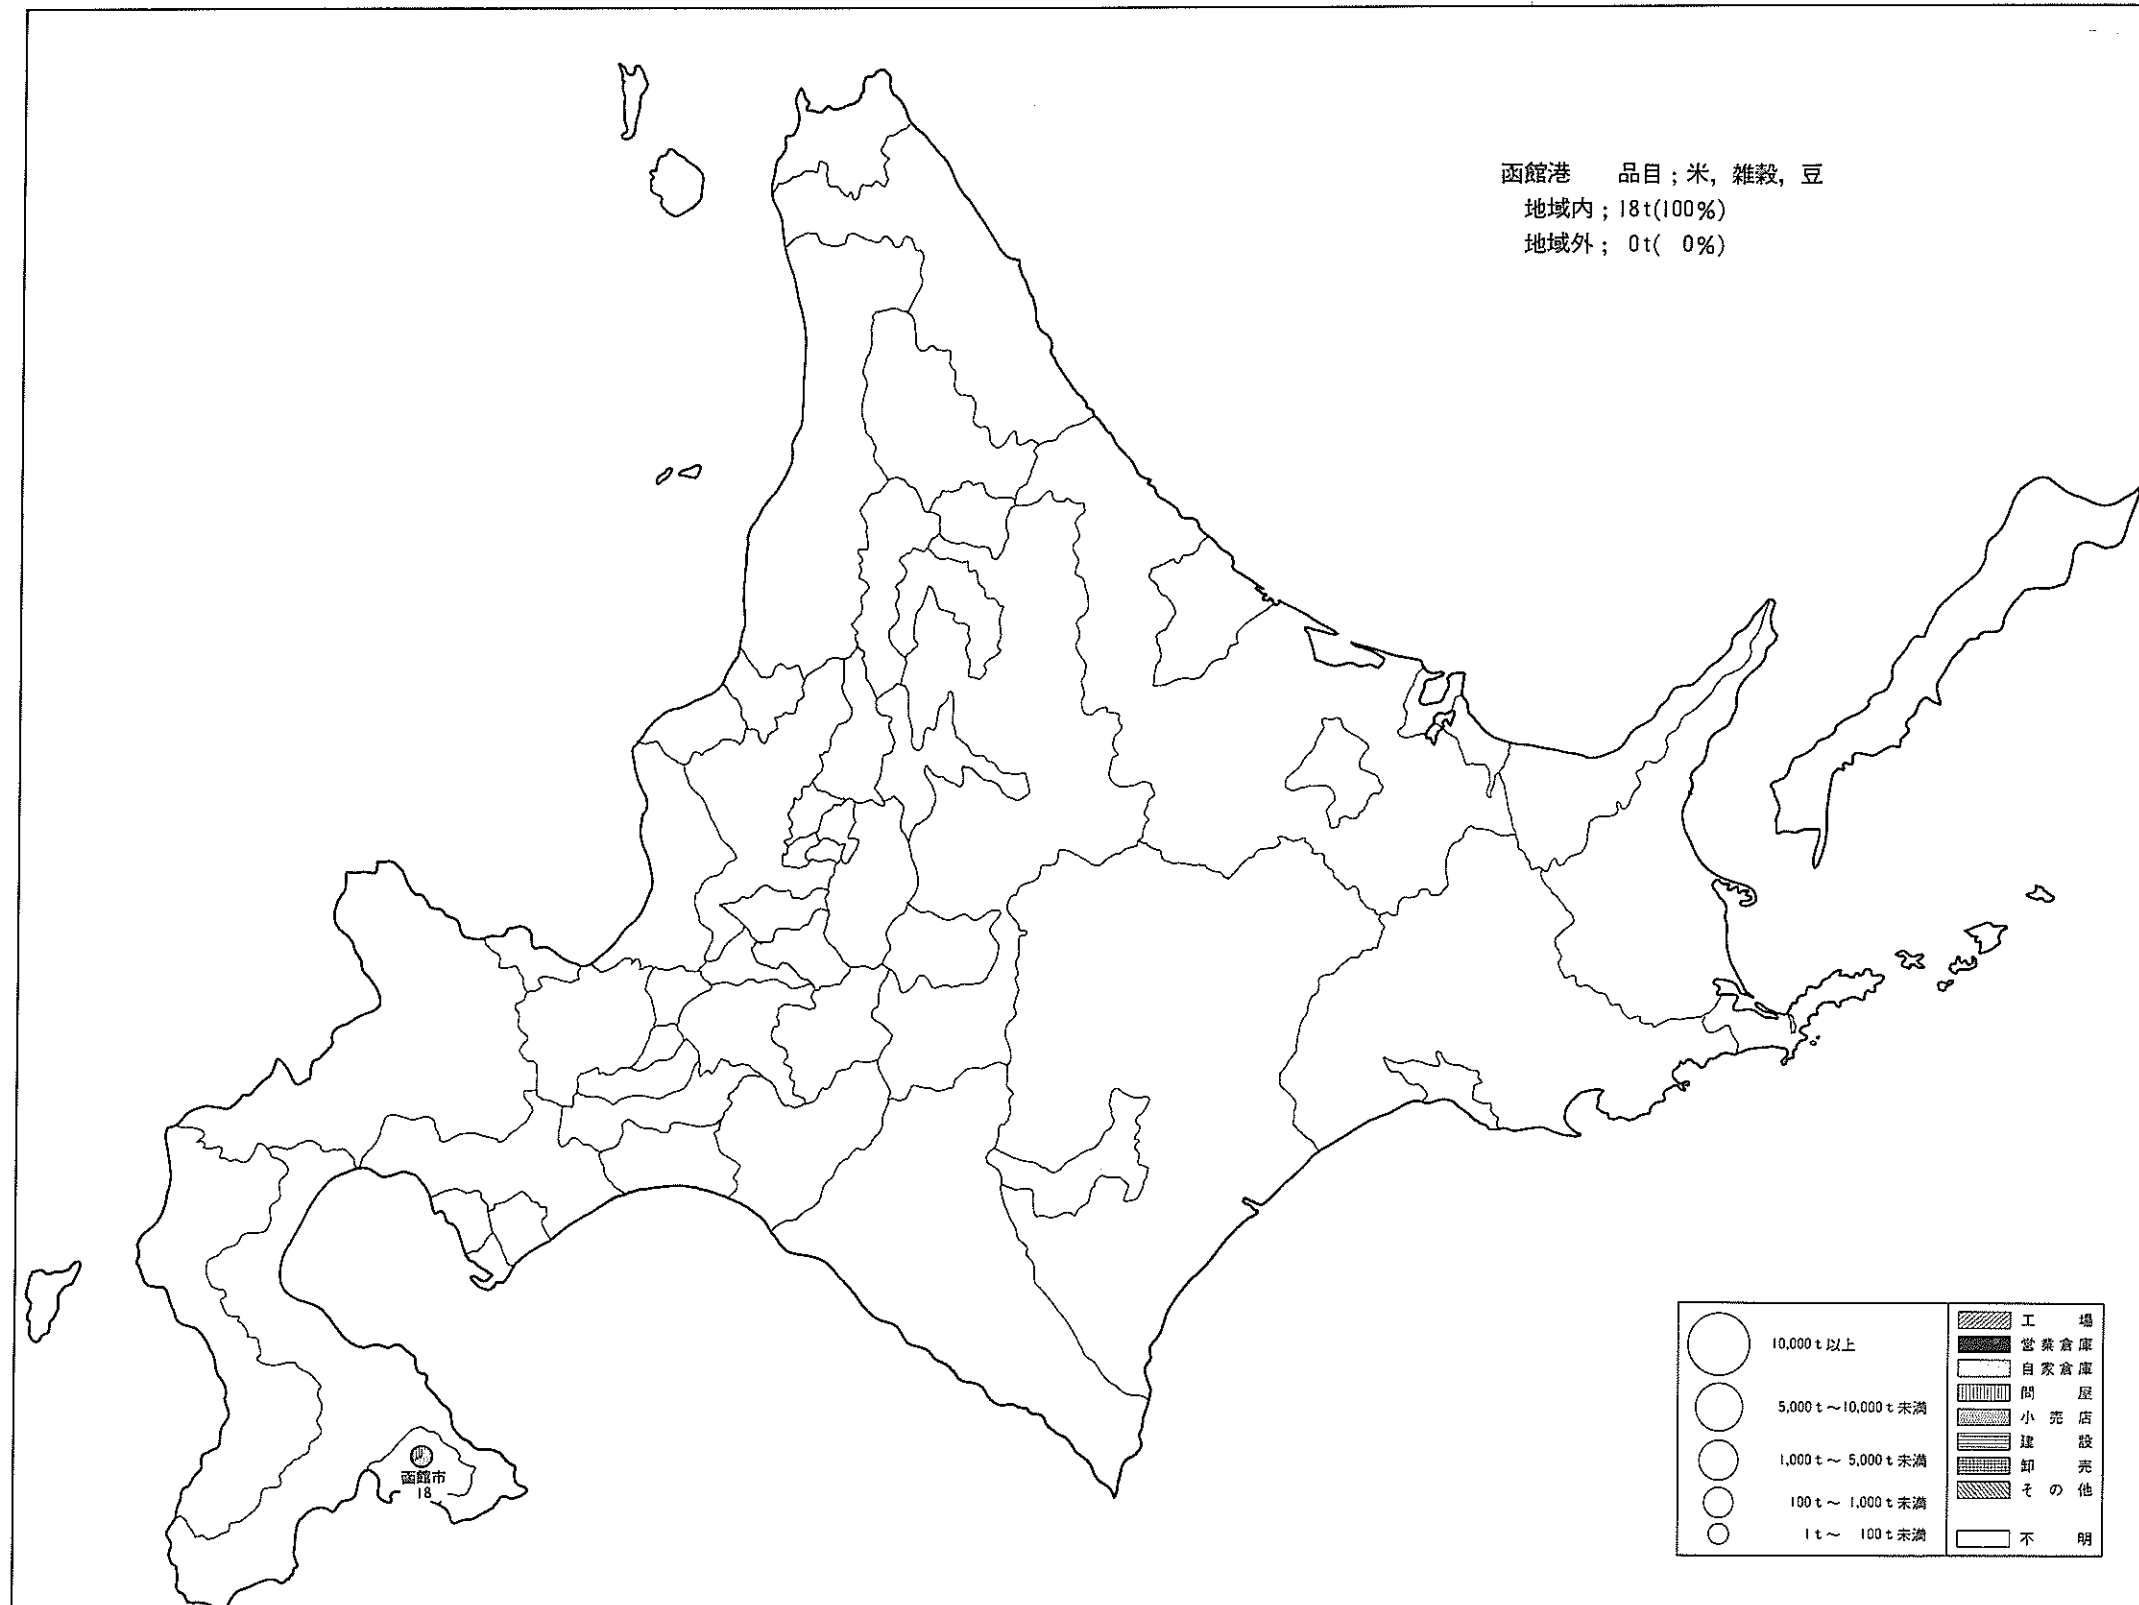 函館港　品目；米，雑穀，豆
地域内；18t(100%)
地域外； 0t( 0%)
函館市
18
10,000t以上
5,000t～10,000t未満
1,000t～ 5,000t未満
100t～ 1,000t未満
1t～ 100t未満
工場
営業倉庫
自家倉庫
問屋
小売店
建設
卸売
その他
不明